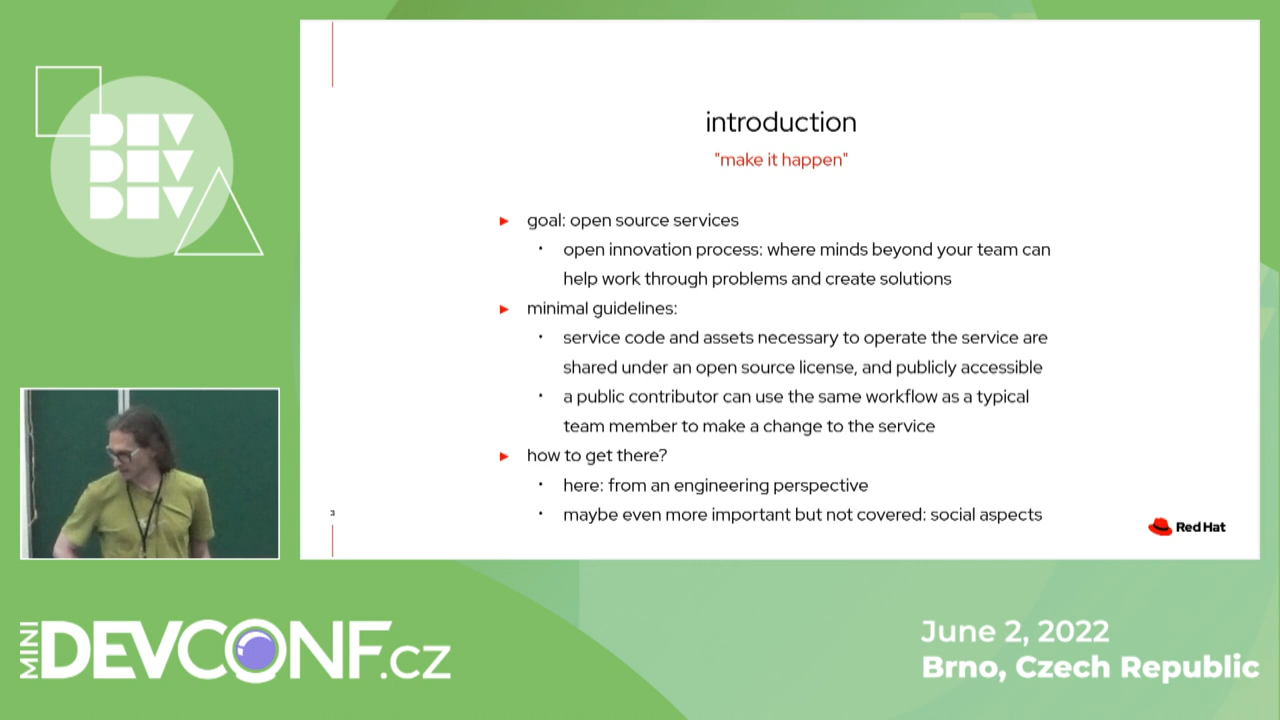 DEV
DEV
DEV
introduction
"make it happen"
► goal: open source services
• open innovation process: where minds beyond your team can
help work through problems and create solutions
► minimal guidelines:
• service code and assets necessary to operate the service are
shared under an open source license, and publicly accessible
• a public contributor can use the same workflow as a typical
team member to make a change to the service
► how to get there?
• here: from an engineering perspective
• maybe even more important but not covered: social aspects
3
Red Hat
MINI
DEVCONF.cz
June 2, 2022
Brno, Czech Republic